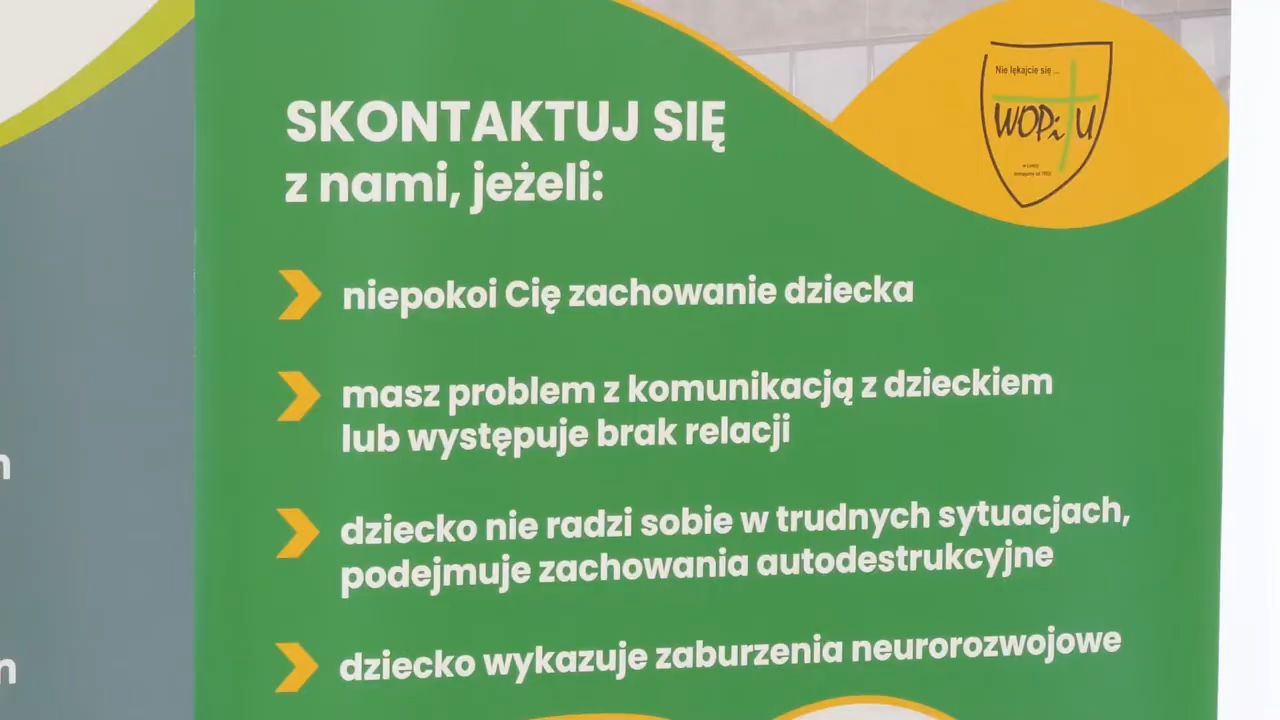 SKONTAKTUJ SIĘ
z nami, jeżeli:
Nie lękajcie się ...
WOPiTU
niepokoi Cię zachowanie dziecka
masz problem z komunikacją z dzieckiem
lub występuje brak relacji
dziecko nie radzi sobie w trudnych sytuacjach,
podejmuje zachowania autodestrukcyjne
dziecko wykazuje zaburzenia neurorozwojowe